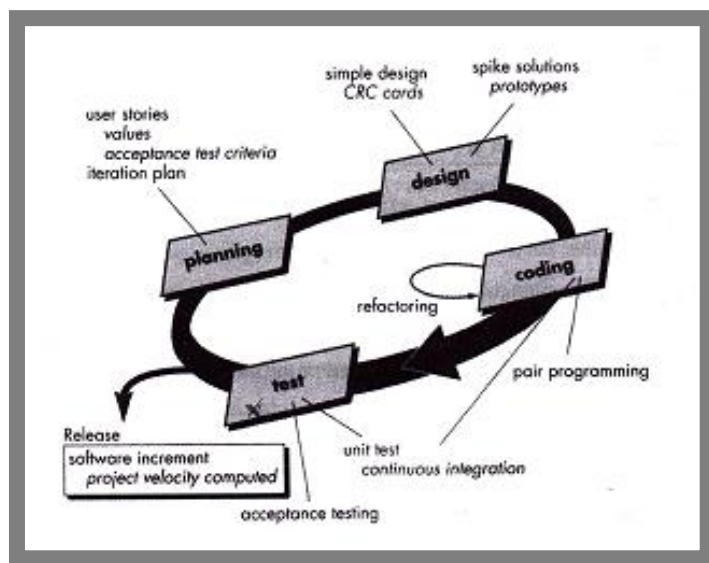 simple design
CRC cards
spike solutions
prototypes
user stories
values
acceptance test criteria
iteration plan
design
planning
coding
refactoring
test
pair programming
Release
software increment
project velocity computed
unit test
continuous integration
acceptance testing